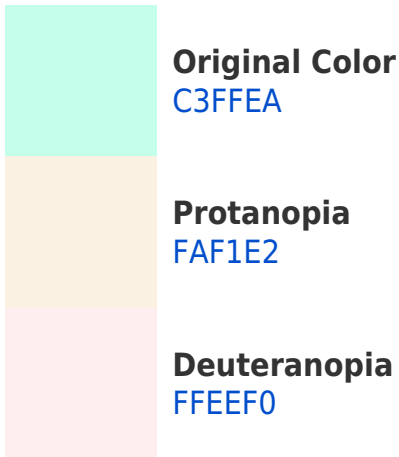 Original Color
C3FFEA
Protanopia
FAF1E2
Deuteranopia
FFEEF0